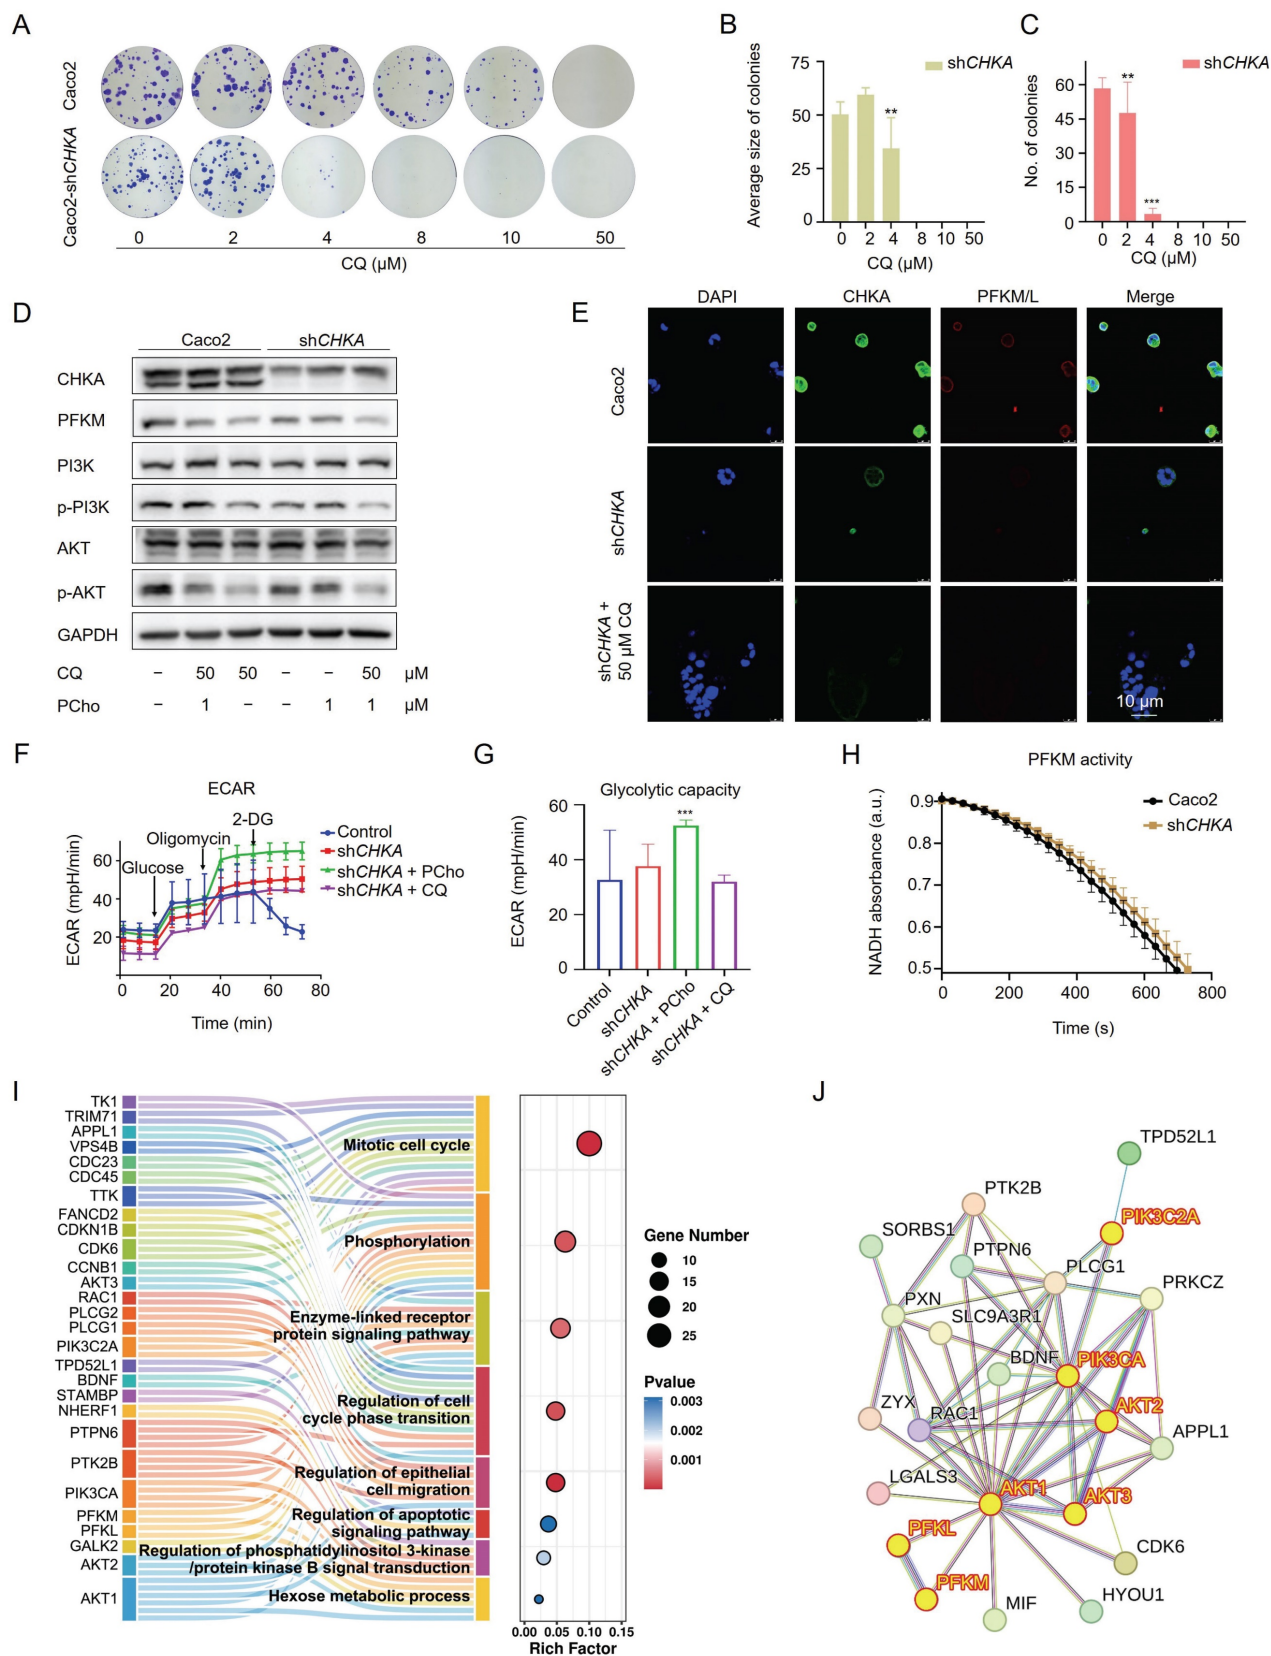 A
Caco2
Caco2-shCHKA
0 2 4 8 10 50
CQ (µM)
B
shCHKA
Average size of colonies
75
50
25
0
**
0 2 4 8 10 50
CQ (µM)
C
shCHKA
No. of colonies
60
45
30
15
0
**
***
0 2 4 8 10 50
CQ (µM)
D
Caco2 shCHKA
CHKA
PFKM
PI3K
p-PI3K
AKT
p-AKT
GAPDH
CQ – 50 50 – – 50 µM
PCho – 1 – – 1 1 µM
E
DAPI CHKA PFKM/L Merge
Caco2
shCHKA
shCHKA +
50 µM CQ
10 µm
F
ECAR
ECAR (mpH/min)
60
40
20
Glucose
Oligomycin
2-DG
Control
shCHKA
shCHKA + PCho
shCHKA + CQ
0 20 40 60 80
Time (min)
G
Glycolytic capacity
ECAR (mpH/min)
60
40
20
0
***
Control
shCHKA
shCHKA + PCho
shCHKA + CQ
H
PFKM activity
NADH absorbance (a.u.)
0.9
0.8
0.7
0.6
0.5
Caco2
shCHKA
0 200 400 600 800
Time (s)
I
TK1
TRIM71
APPL1
VPS4B
CDC23
CDC45
TTK
FANCD2
CDKN1B
CDK6
CCNB1
AKT3
RAC1
PLCG2
PLCG1
PIK3C2A
TPD52L1
BDNF
STAMBP
NHERF1
PTPN6
PTK2B
PIK3CA
PFKM
PFKL
GALK2
AKT2
AKT1
Mitotic cell cycle
Phosphorylation
Enzyme-linked receptor
protein signaling pathway
Regulation of cell
cycle phase transition
Regulation of epithelial
cell migration
Regulation of apoptotic
signaling pathway
Regulation of phosphatidylinositol 3-kinase
/protein kinase B signal transduction
Hexose metabolic process
0.00 0.05 0.10 0.15
Rich Factor
Gene Number
10
15
20
25
Pvalue
0.003
0.002
0.001
J
TPD52L1
PTK2B
PIK3C2A
SORBS1
PTPN6
PLCG1
PRKCZ
PXN
SLC9A3R1
BDNF
PIK3CA
ZYX
RAC1
AKT2
APPL1
LGALS3
AKT1
AKT3
PFKL
CDK6
PFKM
MIF
HYOU1